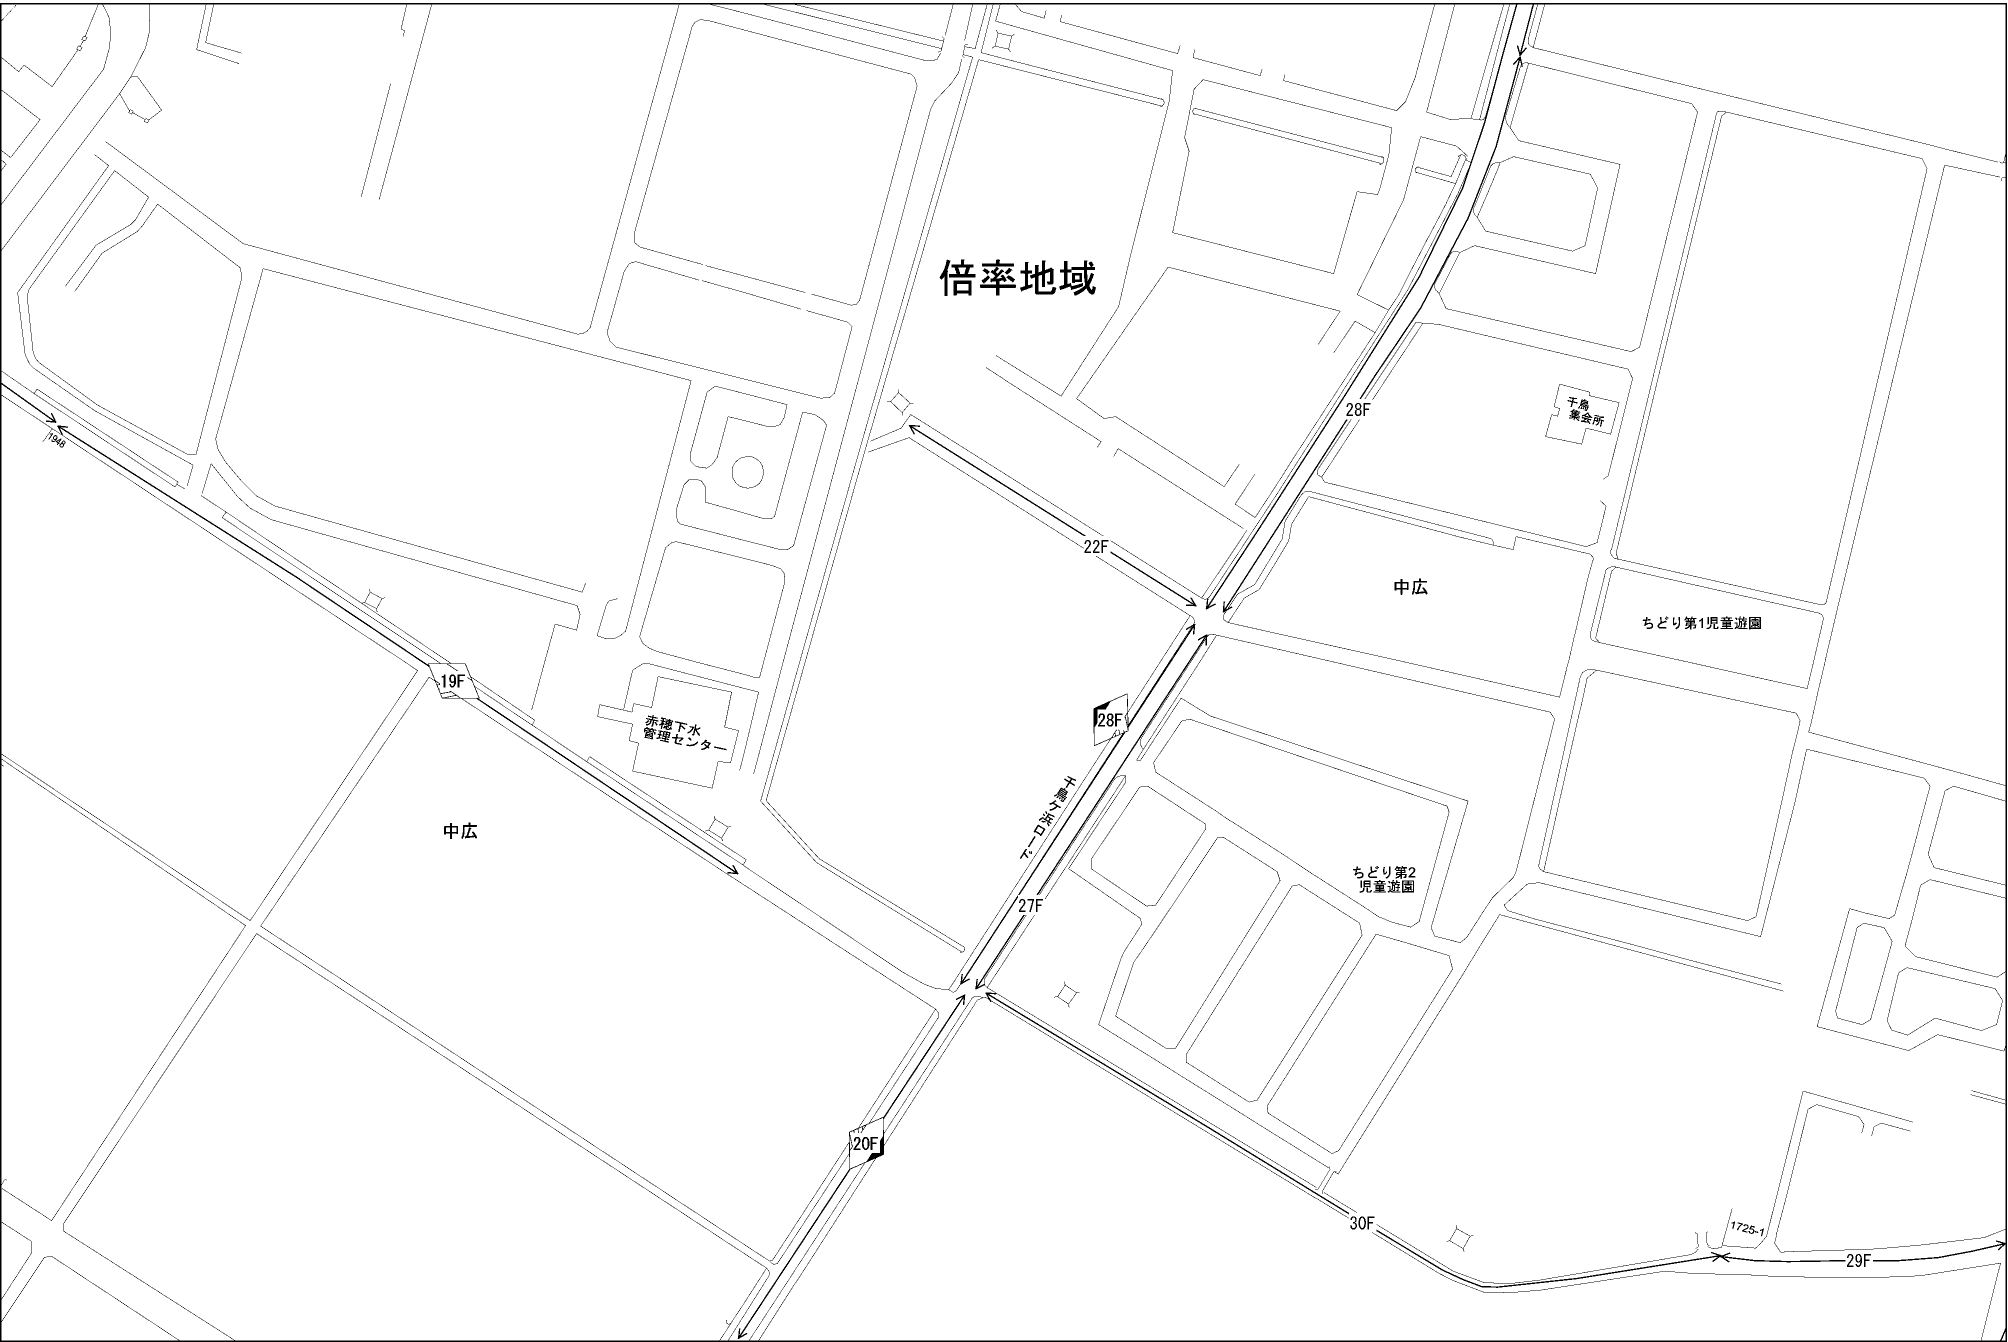 倍率地域
28F
千鳥
集会所
1948
22F
中広
ちどり第1児童遊園
19F
赤穂下水
管理センター
28F
千鳥ケ浜ロード
中広
ちどり第2
児童遊園
27F
20F
30F
1725-1
29F